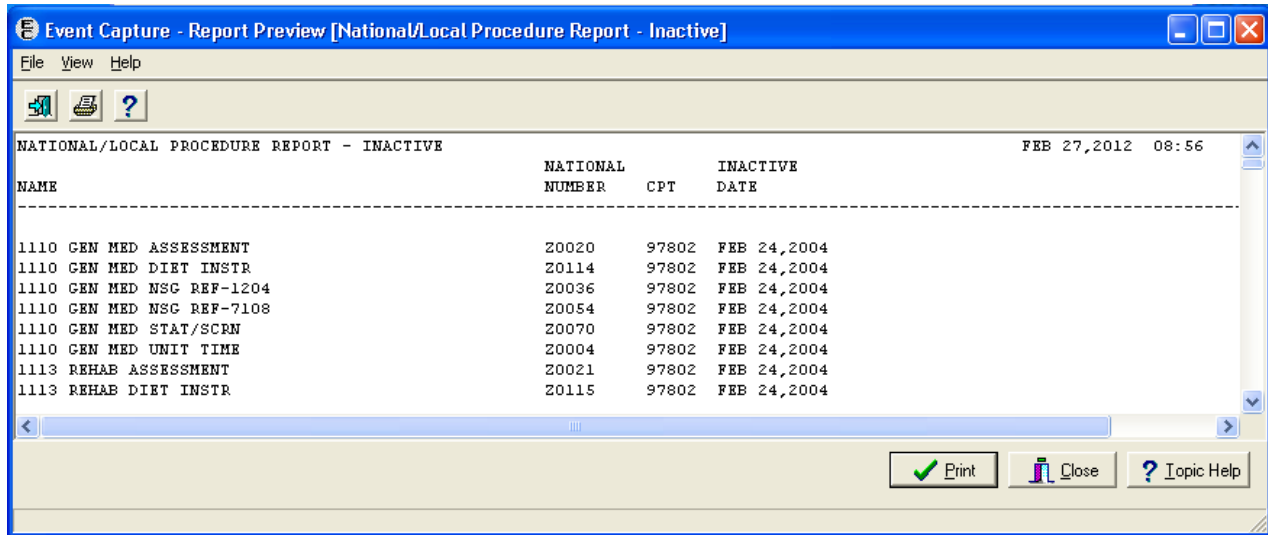 Event Capture - Report Preview [National/Local Procedure Report - Inactive]
File View Help
?
NATIONAL/LOCAL PROCEDURE REPORT - INACTIVE FEB 27,2012 08:56
NATIONAL INACTIVE
NAME NUMBER CPT DATE
1110 GEN MED ASSESSMENT Z0020 97802 FEB 24,2004
1110 GEN MED DIET INSTR Z0114 97802 FEB 24,2004
1110 GEN MED NSG REF-1204 Z0036 97802 FEB 24,2004
1110 GEN MED NSG REF-7108 Z0054 97802 FEB 24,2004
1110 GEN MED STAT/SCRN Z0070 97802 FEB 24,2004
1110 GEN MED UNIT TIME Z0004 97802 FEB 24,2004
1113 REHAB ASSESSMENT Z0021 97802 FEB 24,2004
1113 REHAB DIET INSTR Z0115 97802 FEB 24,2004
Print Close ? Topic Help